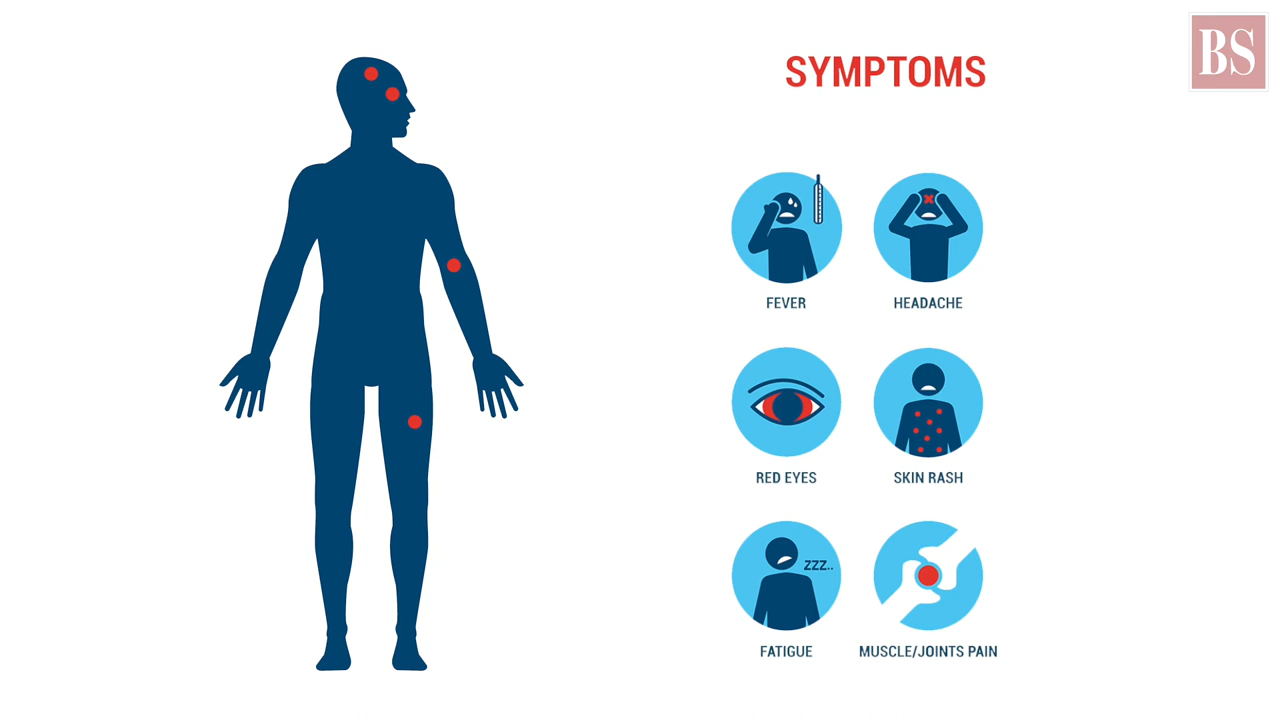 BS
SYMPTOMS
FEVER
HEADACHE
RED EYES
SKIN RASH
ZZZ..
FATIGUE
MUSCLE/JOINTS PAIN